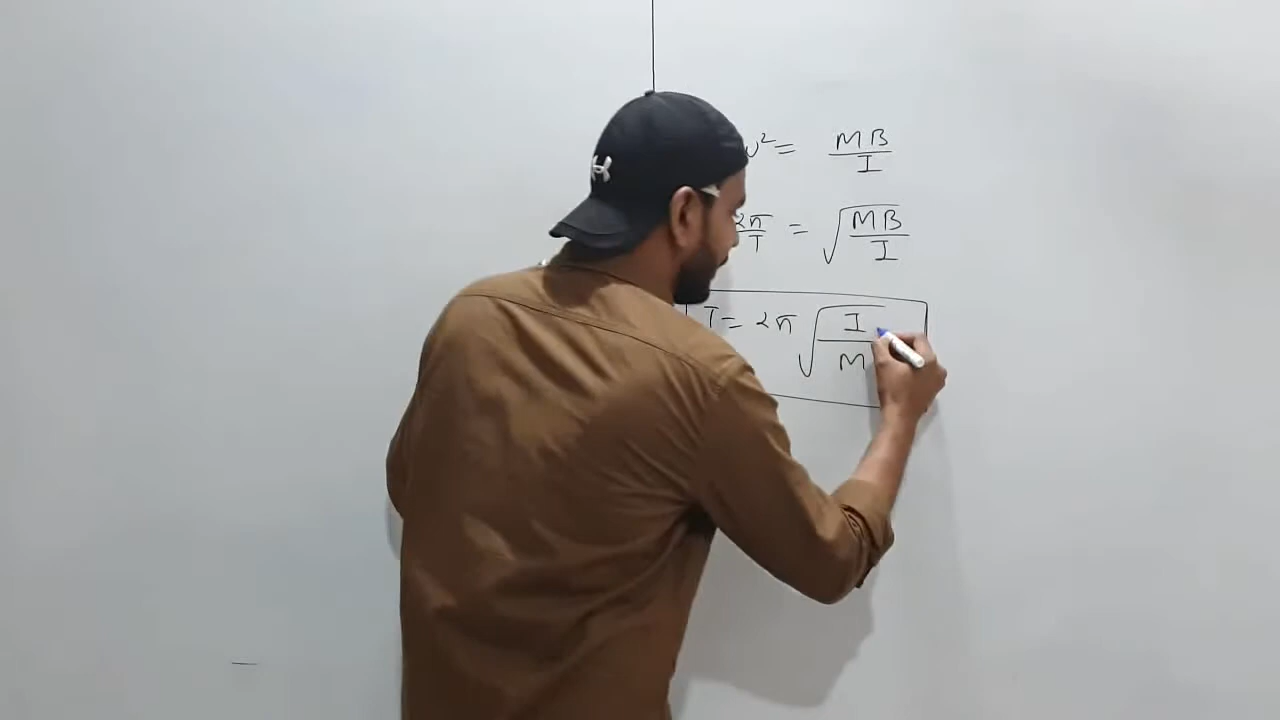 ω² = MB/I
2π/T = √(MB/I)
T = 2π √(I/M